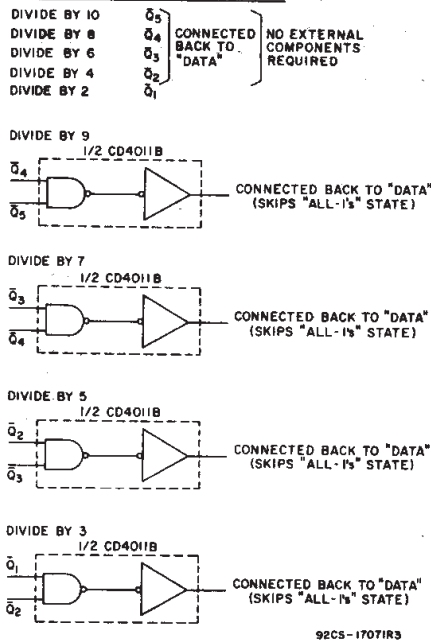 DIVIDE BY 10 Q̄5
DIVIDE BY 8 Q̄4
DIVIDE BY 6 Q̄3
DIVIDE BY 4 Q̄2
DIVIDE BY 2 Q̄1
CONNECTED
BACK TO
"DATA"
NO EXTERNAL
COMPONENTS
REQUIRED
DIVIDE BY 9
1/2 CD4011B
Q̄4
Q̄5
CONNECTED BACK TO "DATA"
(SKIPS "ALL-1's" STATE)
DIVIDE BY 7
1/2 CD4011B
Q̄3
Q̄4
CONNECTED BACK TO "DATA"
(SKIPS "ALL-1's" STATE)
DIVIDE BY 5
1/2 CD4011B
Q̄2
Q̄3
CONNECTED BACK TO "DATA"
(SKIPS "ALL-1's" STATE)
DIVIDE BY 3
1/2 CD4011B
Q̄1
Q̄2
CONNECTED BACK TO "DATA"
(SKIPS "ALL-1's" STATE)
92CS-17071R3